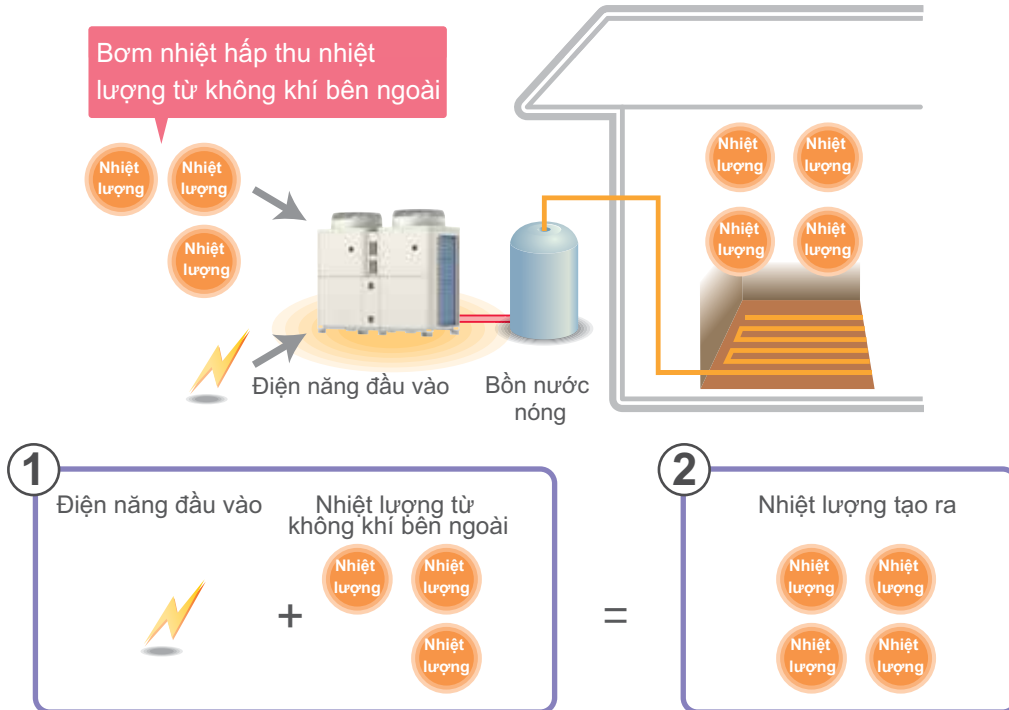 Bơm nhiệt hấp thu nhiệt
lượng từ không khí bên ngoài
Nhiệt
lượng
Nhiệt
lượng
Nhiệt
lượng
Nhiệt
lượng
Nhiệt
lượng
Nhiệt
lượng
Nhiệt
lượng
Điện năng đầu vào
Bồn nước
nóng
1
Điện năng đầu vào
Nhiệt lượng từ
không khí bên ngoài
Nhiệt
lượng
Nhiệt
lượng
Nhiệt
lượng
+
=
2
Nhiệt lượng tạo ra
Nhiệt
lượng
Nhiệt
lượng
Nhiệt
lượng
Nhiệt
lượng